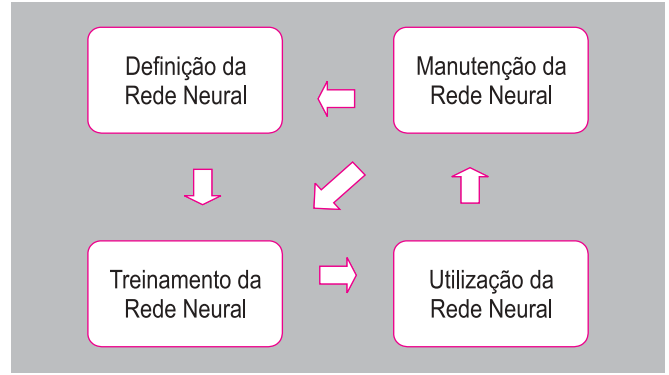 Definição da
Rede Neural
Manutenção da
Rede Neural
Treinamento da
Rede Neural
Utilização da
Rede Neural